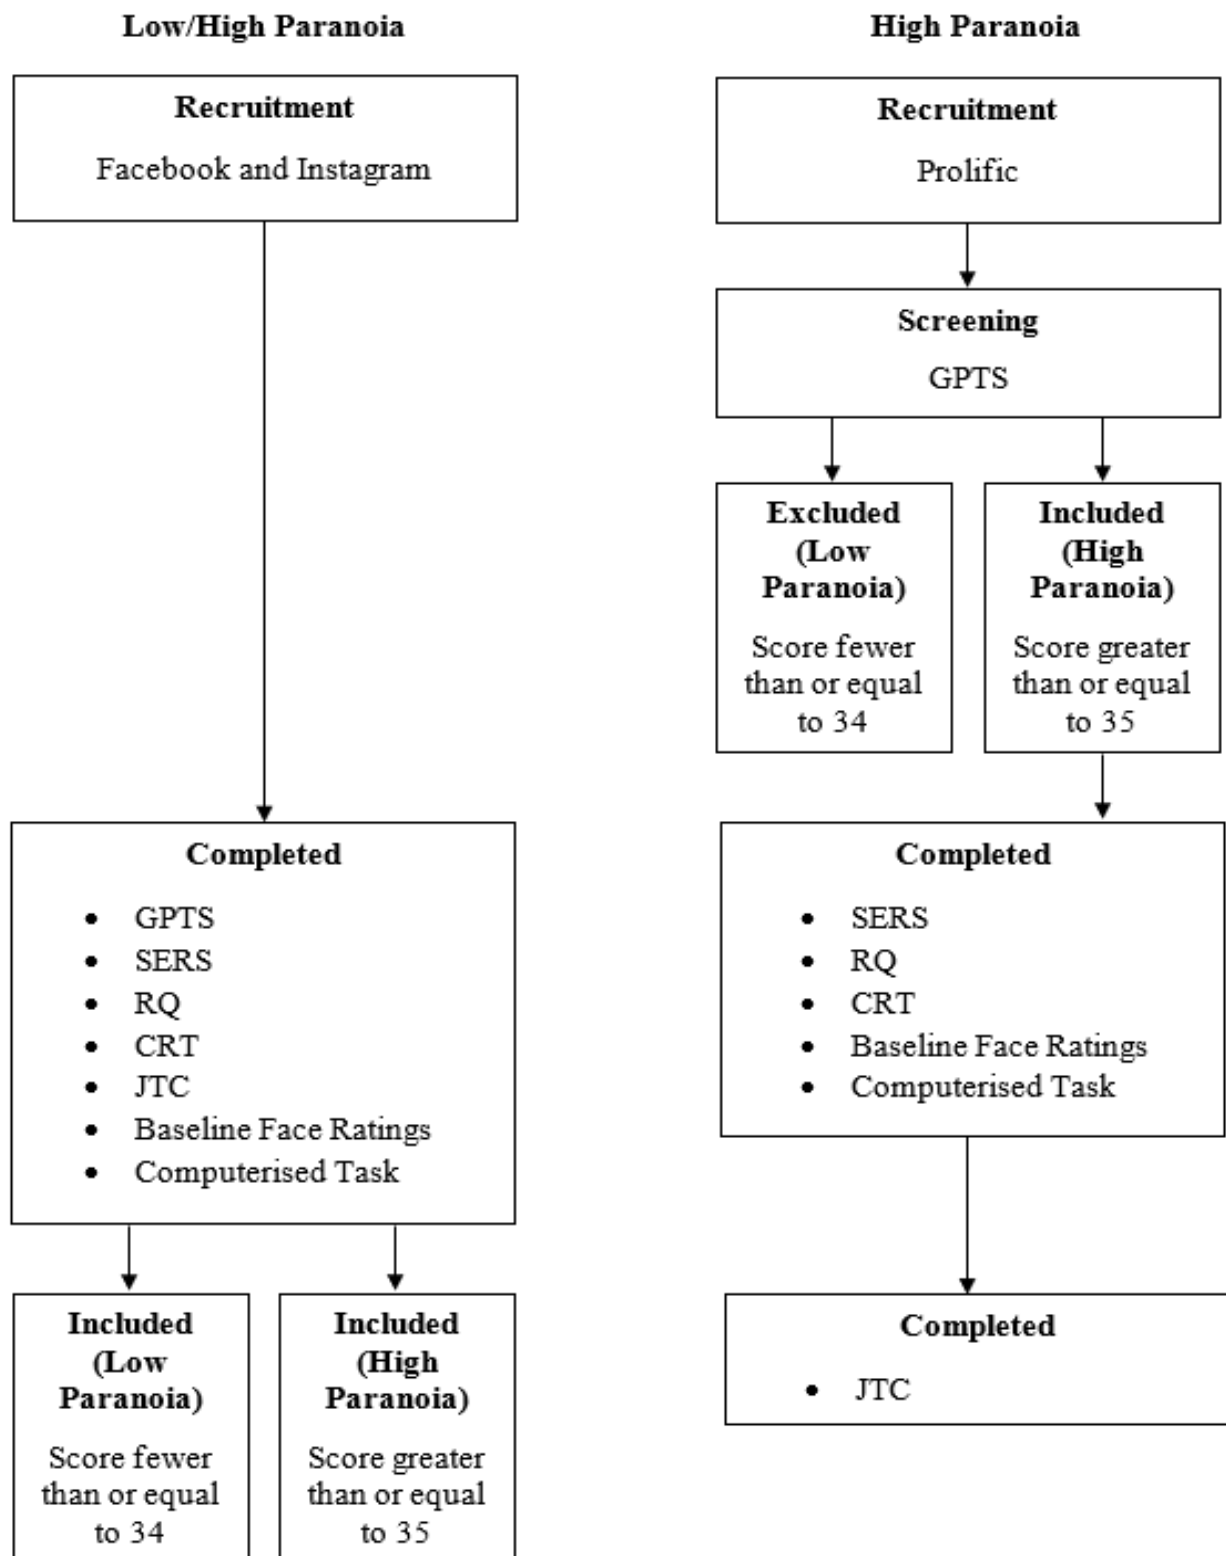 Low/High Paranoia
Recruitment
Facebook and Instagram
Completed
• GPTS
• SERS
• RQ
• CRT
• JTC
• Baseline Face Ratings
• Computerised Task
Included
(Low
Paranoia)
Score fewer
than or equal
to 34
Included
(High
Paranoia)
Score greater
than or equal
to 35
High Paranoia
Recruitment
Prolific
Screening
GPTS
Excluded
(Low
Paranoia)
Score fewer
than or equal
to 34
Included
(High
Paranoia)
Score greater
than or equal
to 35
Completed
• SERS
• RQ
• CRT
• Baseline Face Ratings
• Computerised Task
Completed
• JTC